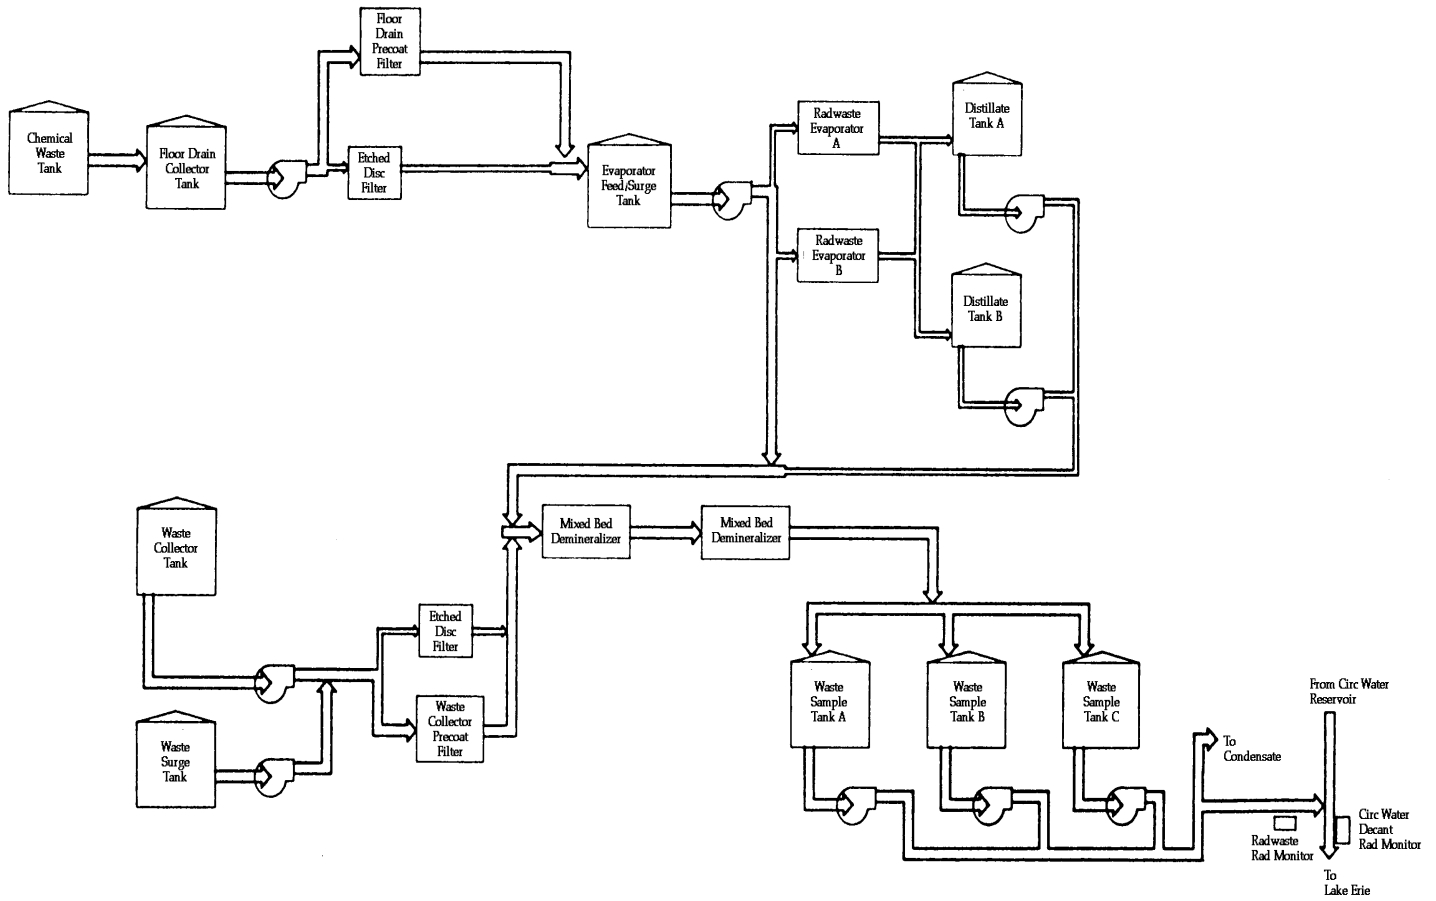 Floor
Drain
Precoat
Filter
Chemical
Waste
Tank
Floor Drain
Collector
Tank
Etched
Disc
Filter
Evaporator
Feed/Surge
Tank
Radwaste
Evaporator
A
Distillate
Tank A
Radwaste
Evaporator
B
Distillate
Tank B
Waste
Collector
Tank
Mixed Bed
Demineralizer
Mixed Bed
Demineralizer
Etched
Disc
Filter
Waste
Surge
Tank
Waste
Collector
Precoat
Filter
Waste
Sample
Tank A
Waste
Sample
Tank B
Waste
Sample
Tank C
From Circ Water
Reservoir
To
Condensate
Radwaste
Rad Monitor
Circ Water
Decant
Rad Monitor
To
Lake Erie